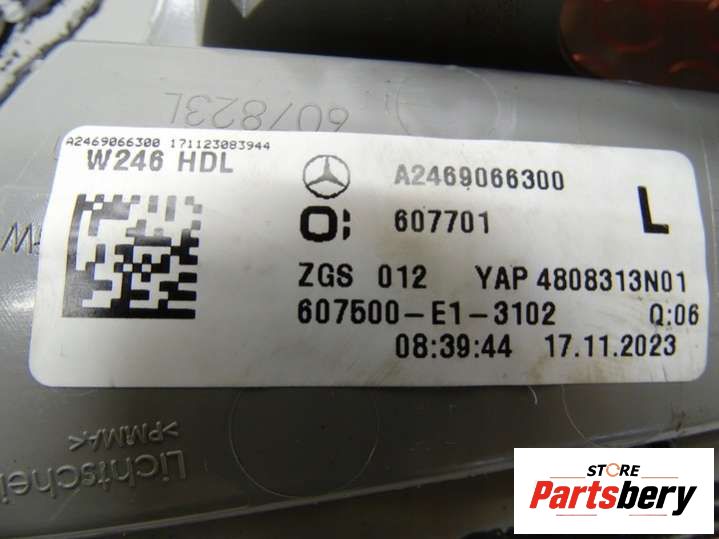 607823L
A2469066300 171123083944
W246 HDL
A2469066300
607701
L
ZGS 012 YAP 4808313N01
607500-E1-3102 Q:06
08:39:44 17.11.2023
>PMMA<
Lichtschei
STORE
Partsbery